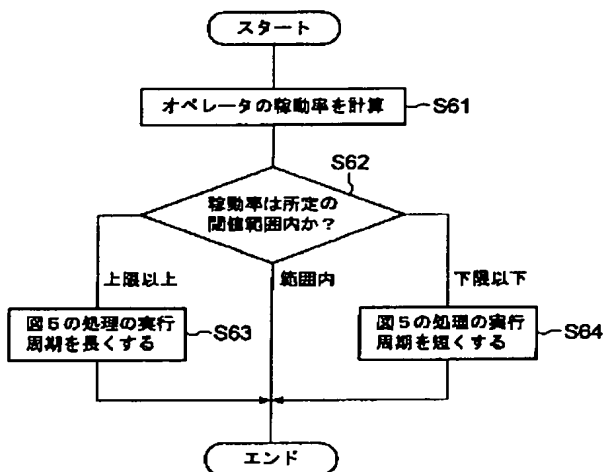 スタート
オペレータの稼動率を計算
S61
S62
稼動率は所定の
閾値範囲内か？
上限以上
範囲内
下限以下
図５の処理の実行
周期を長くする
S63
図５の処理の実行
周期を短くする
S64
エンド